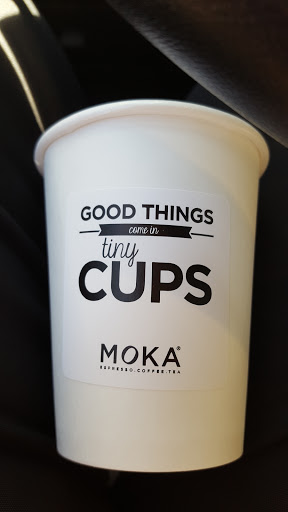 GOOD THINGS
come in
tiny
CUPS
MOKA®
ESPRESSO.COFFEE.TEA